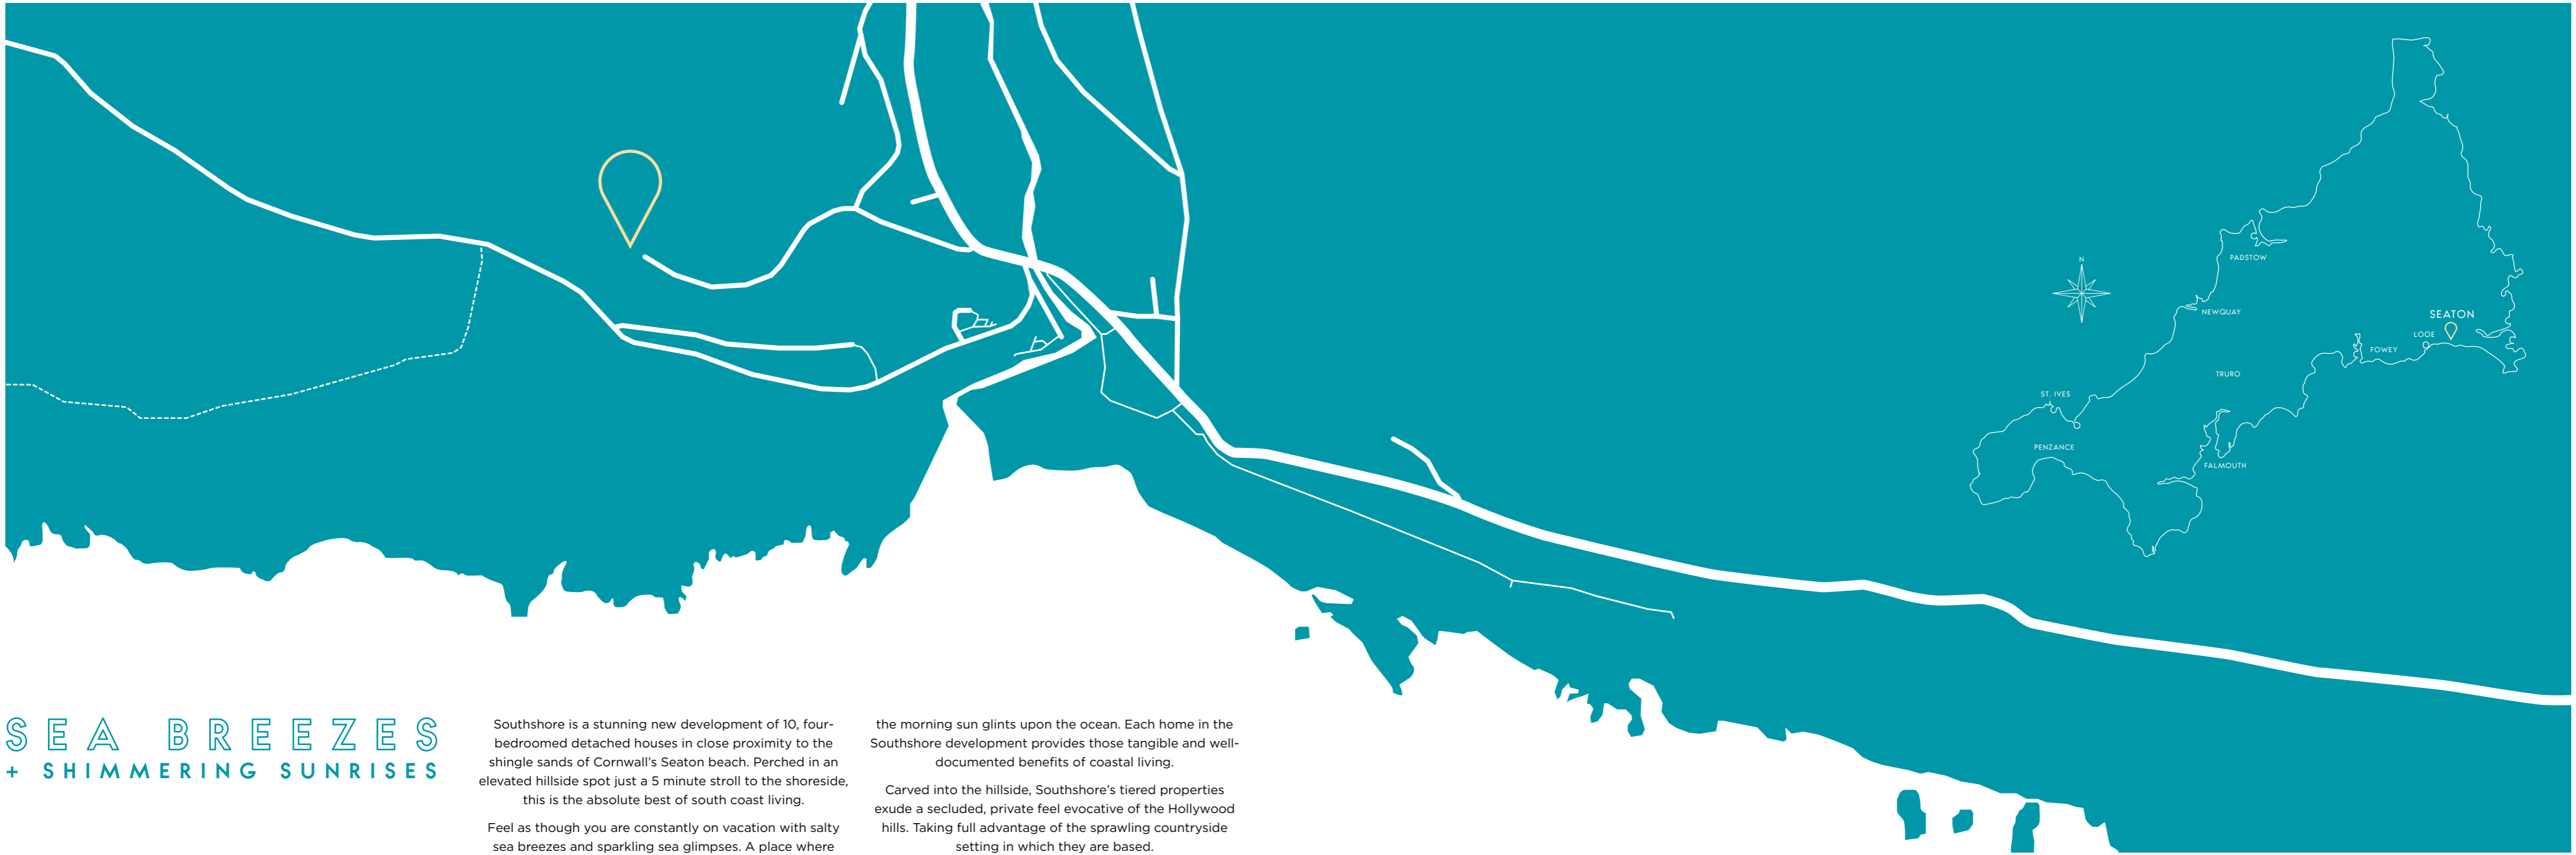 N
PADSTOW
NEWQUAY
SEATON
LOOE
FOWEY
TRURO
ST. IVES
PENZANCE
FALMOUTH
SEA BREEZES
+ SHIMMERING SUNRISES
Southshore is a stunning new development of 10, four-
bedroomed detached houses in close proximity to the
shingle sands of Cornwall's Seaton beach. Perched in an
elevated hillside spot just a 5 minute stroll to the shoreside,
this is the absolute best of south coast living.
Feel as though you are constantly on vacation with salty
sea breezes and sparkling sea glimpses. A place where
the morning sun glints upon the ocean. Each home in the
Southshore development provides those tangible and well-
documented benefits of coastal living.
Carved into the hillside, Southshore's tiered properties
exude a secluded, private feel evocative of the Hollywood
hills. Taking full advantage of the sprawling countryside
setting in which they are based.